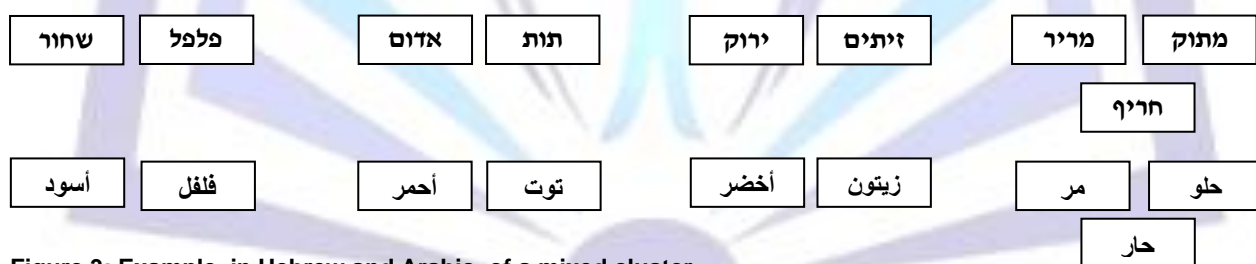 מתוק מריר זיתים ירוק תות אדום פלפל שחור
חריף
حلو مر زيتون أخضر توت أحمر فلفل أسود
حار
Figure Example, in Hebrew and Arabic, of a mixed cluster